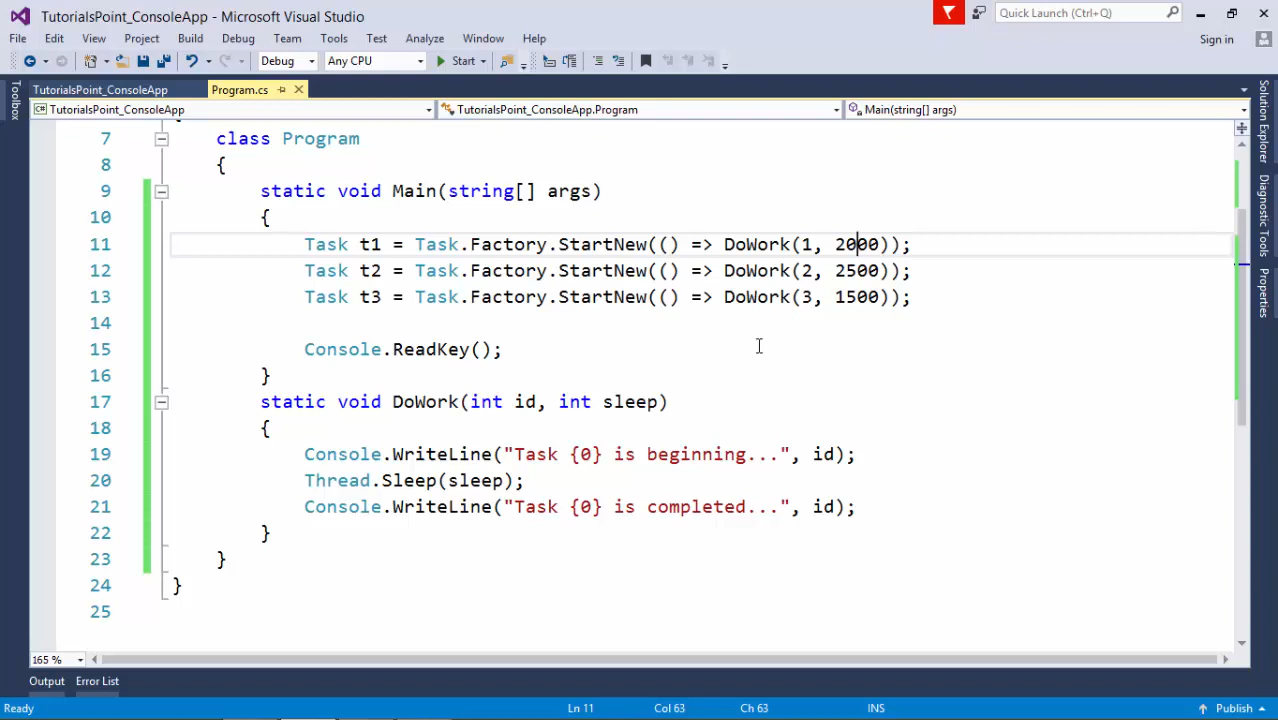 TutorialsPoint_ConsoleApp - Microsoft Visual Studio
Quick Launch (Ctrl+Q)
File Edit View Project Build Debug Team Tools Test Analyze Window Help
Sign in
Debug Any CPU Start
Toolbox
TutorialsPoint_ConsoleApp Program.cs
TutorialsPoint_ConsoleApp TutorialsPoint_ConsoleApp.Program Main(string[] args)
Solution Explorer
Diagnostic Tools
Properties
7 class Program
8 {
9 static void Main(string[] args)
10 {
11 Task t1 = Task.Factory.StartNew(() => DoWork(1, 2000));
12 Task t2 = Task.Factory.StartNew(() => DoWork(2, 2500));
13 Task t3 = Task.Factory.StartNew(() => DoWork(3, 1500));
14
15 Console.ReadKey();
16 }
17 static void DoWork(int id, int sleep)
18 {
19 Console.WriteLine("Task {0} is beginning...", id);
20 Thread.Sleep(sleep);
21 Console.WriteLine("Task {0} is completed...", id);
22 }
23 }
24 }
25
165 %
Output Error List
Ready Ln 11 Col 63 Ch 63 INS Publish